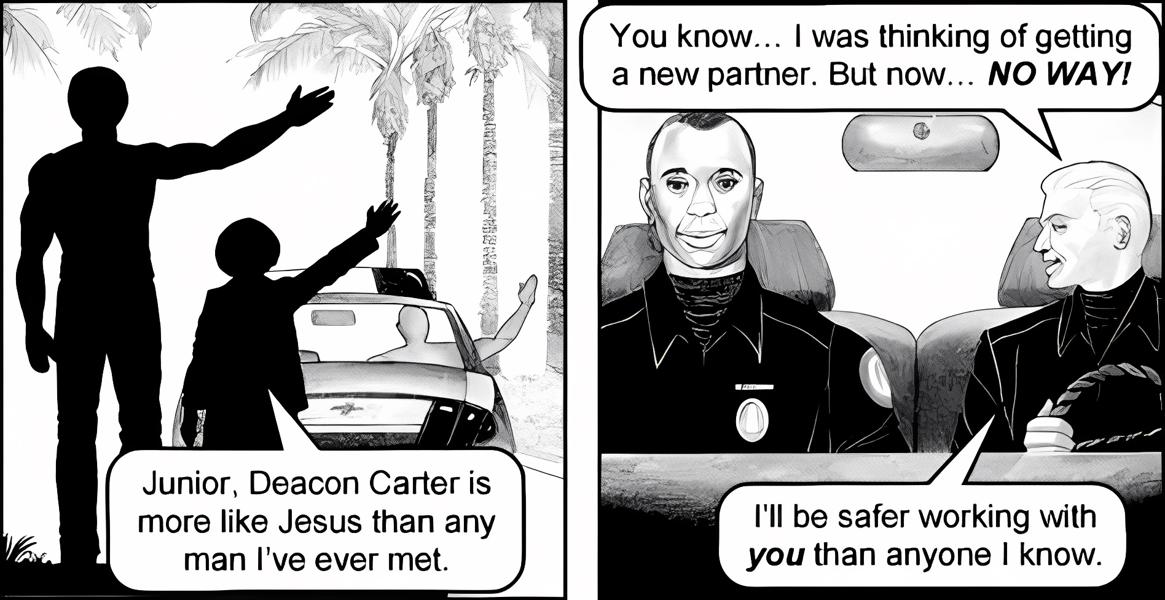 Junior, Deacon Carter is
more like Jesus than any
man I've ever met.
You know... I was thinking of getting
a new partner. But now... NO WAY!
I'll be safer working with
you than anyone I know.